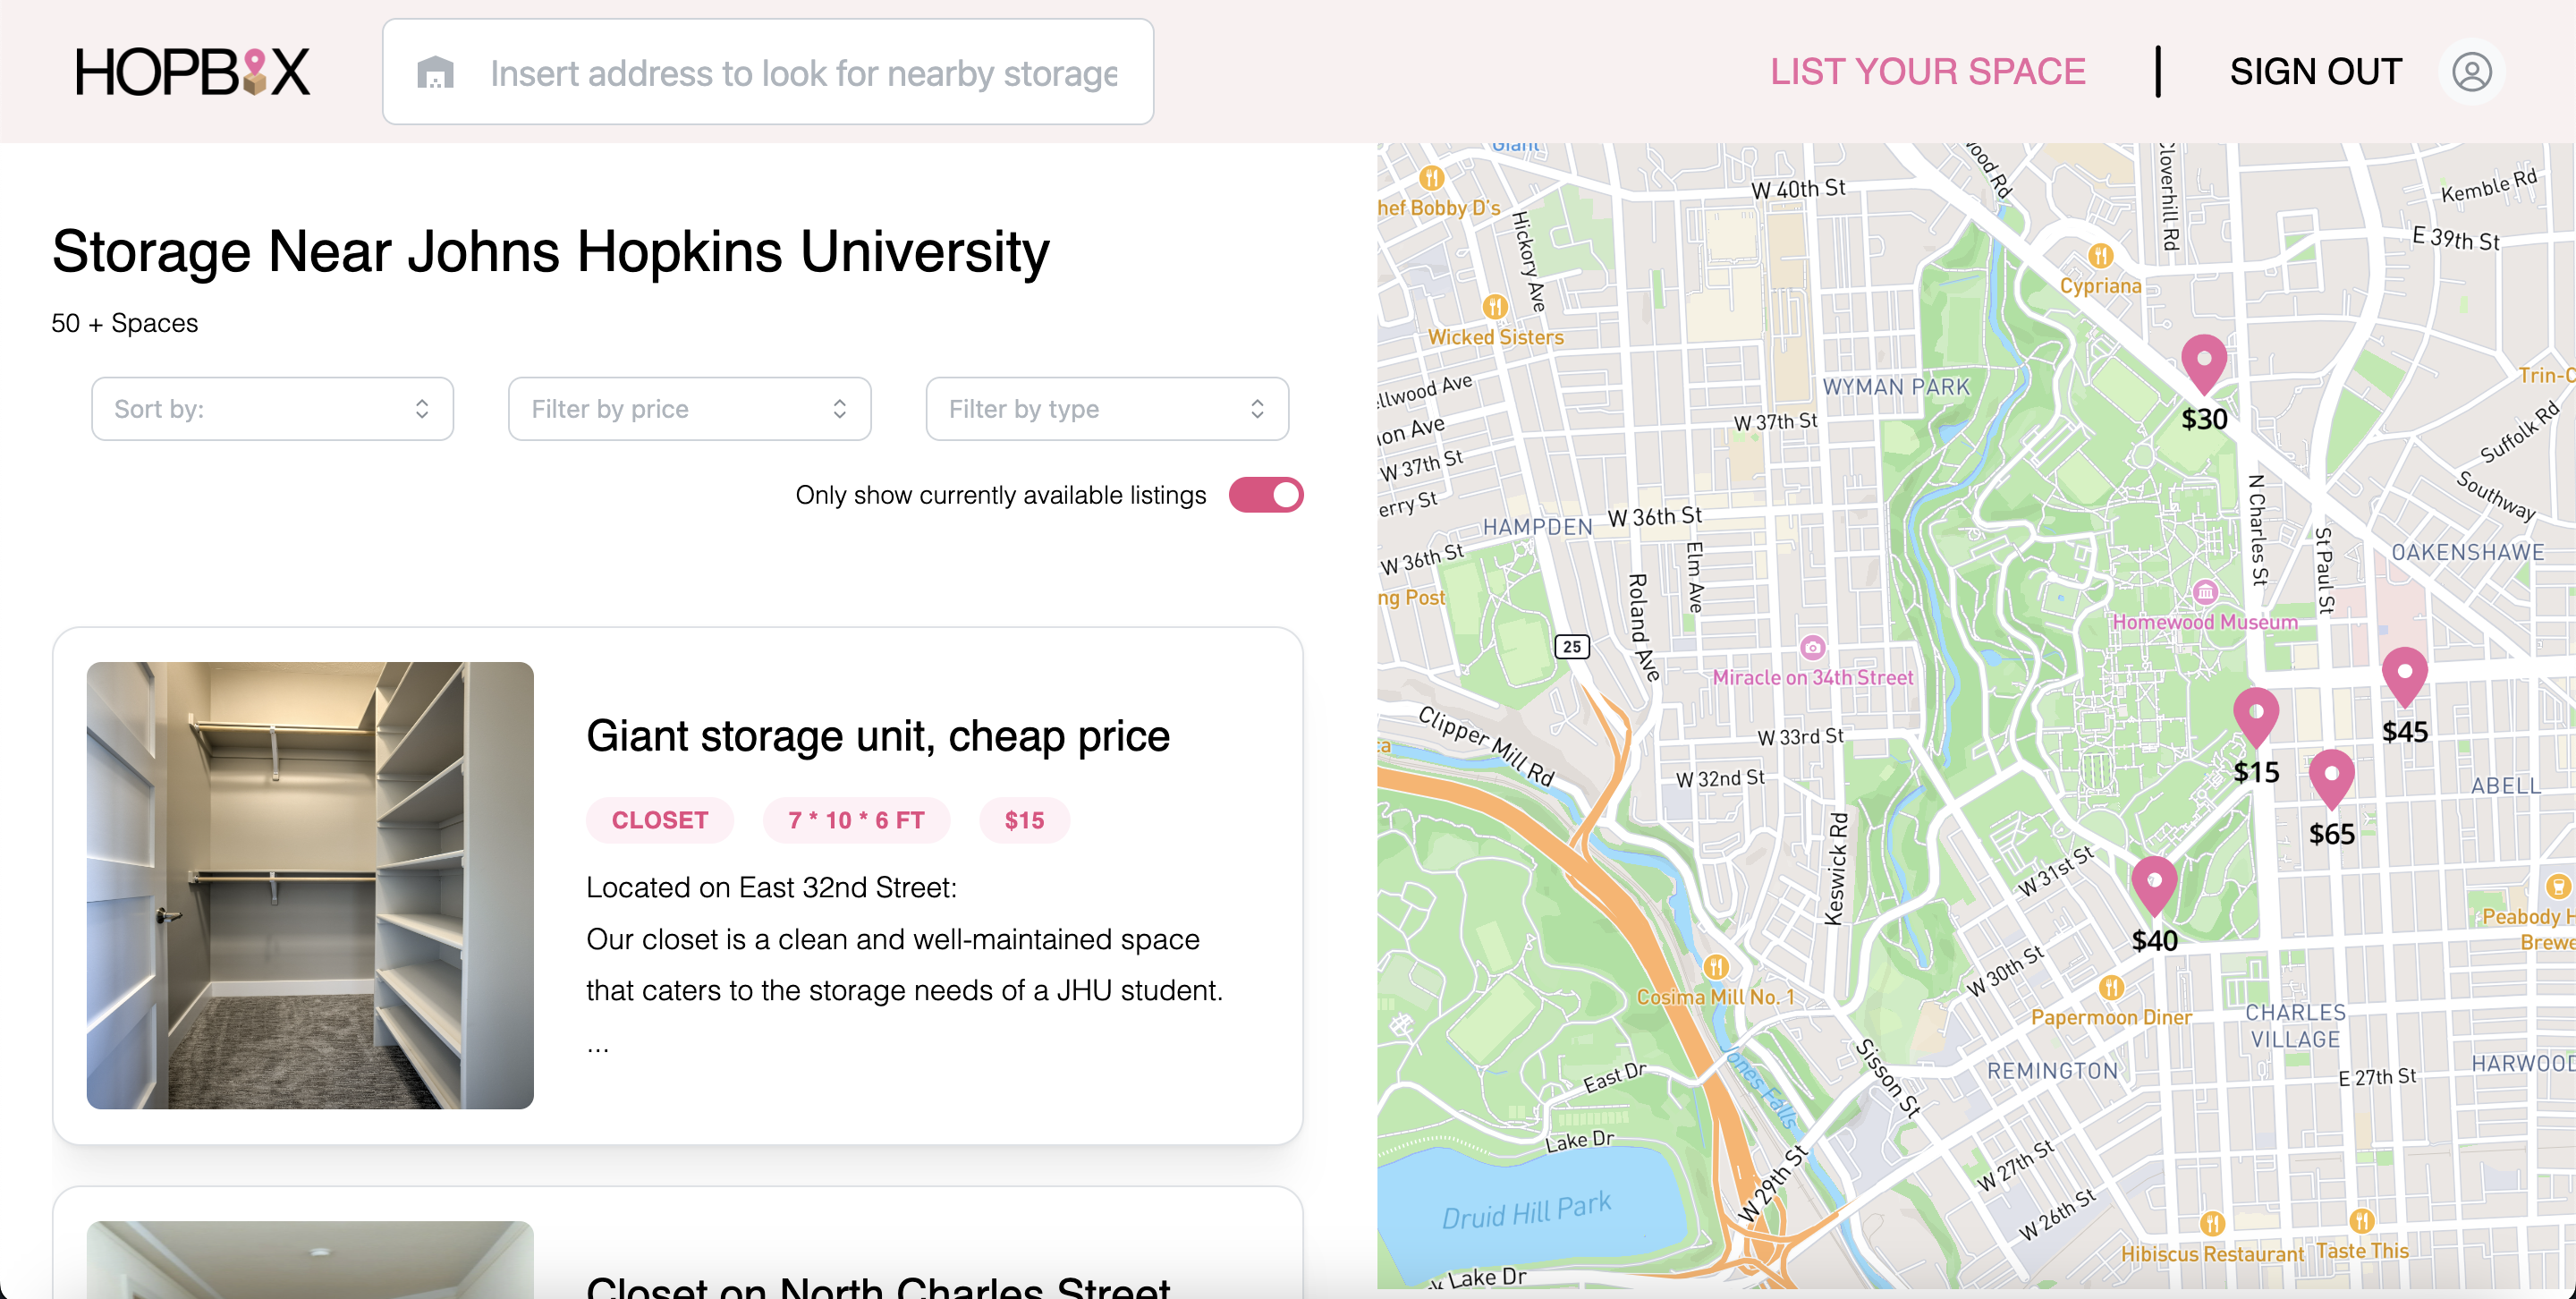 HOPBOX
Insert address to look for nearby storage
LIST YOUR SPACE
SIGN OUT
Storage Near Johns Hopkins University
50 + Spaces
Sort by:
Filter by price
Filter by type
Only show currently available listings
Giant storage unit, cheap price
CLOSET
7 * 10 * 6 FT
$15
Located on East 32nd Street:
Our closet is a clean and well-maintained space
that caters to the storage needs of a JHU student.
...
Closet on North Charles Street
Giant
W 40th St
Kemble Rd
hef Bobby D's
Hickory Ave
loverhill Rd
E 39th St
Cypriana
Wicked Sisters
WYMAN PARK
$30
Trin-C
llwood Ave
W 37th St
ion Ave
Suffolk Rd
W 37th St
erry St
Southway
HAMPDEN
W 36th St
N Charles St
St Paul St
OAKENSHAWE
W 36th St
Elm Ave
Roland Ave
ng Post
Homewood Museum
25
Miracle on 34th Street
Clipper Mill Rd
W 33rd St
$45
$15
W 32nd St
ABELL
$65
Keswick Rd
W 31st St
$40
Peabody H
Brewe
W 30th St
Cosima Mill No. 1
Papermoon Diner
CHARLES
VILLAGE
Sisson St
REMINGTON
HARWOOD
East Dr
Jones Falls
E 27th St
Lake Dr
W 29th St
W 27th St
Druid Hill Park
W 26th St
Hibiscus Restaurant
Taste This
Lake Dr